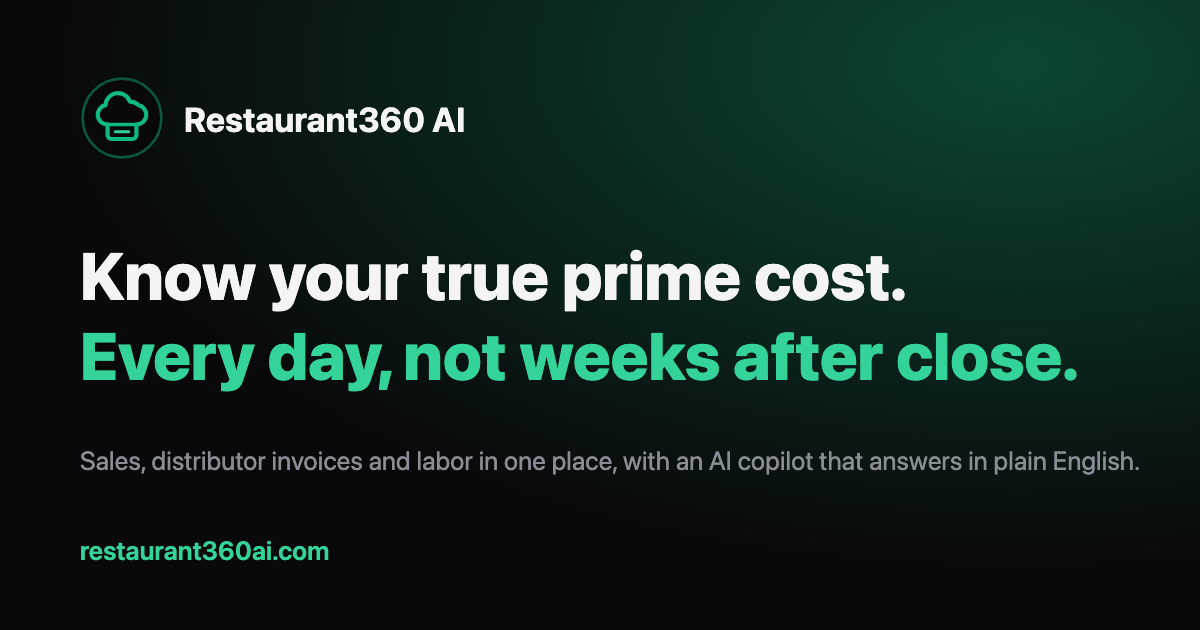 Restaurant360 AI
Know your true prime cost.
Every day, not weeks after close.
Sales, distributor invoices and labor in one place, with an AI copilot that answers in plain English.
restaurant360ai.com